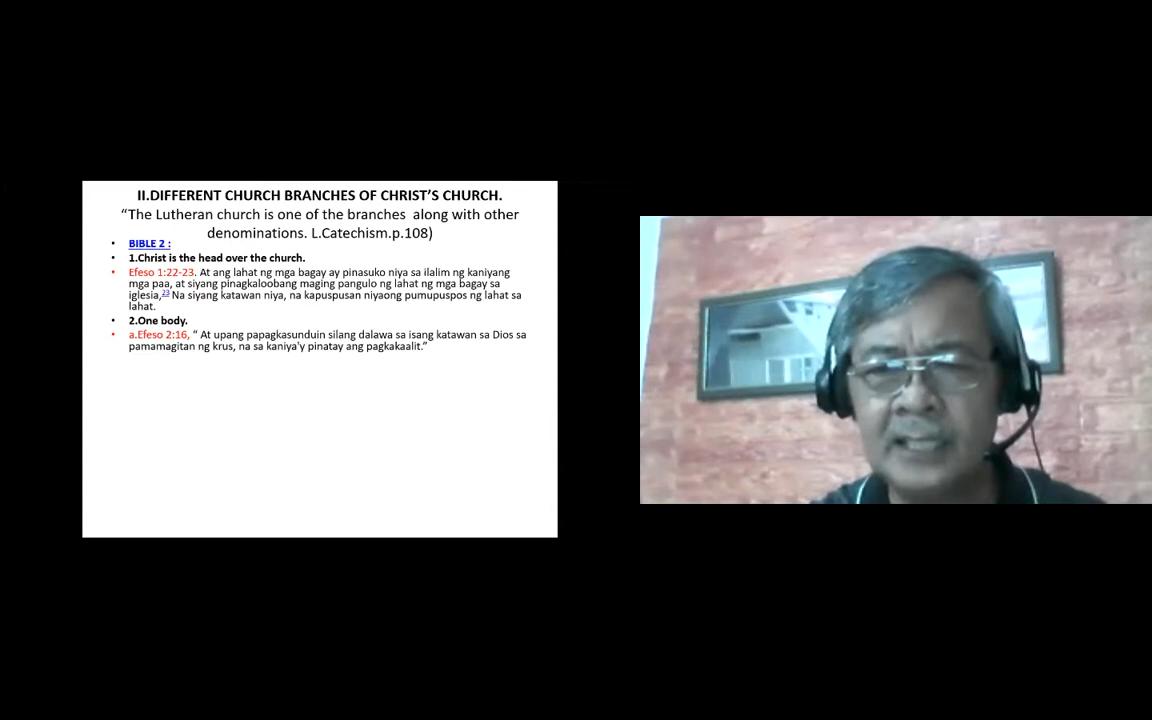 II.DIFFERENT CHURCH BRANCHES OF CHRIST’S CHURCH.
“The Lutheran church is one of the branches along with other
denominations. L.Catechism.p.108)
• BIBLE 2 :
• 1.Christ is the head over the church.
• Efeso 1:22-23. At ang lahat ng mga bagay ay pinasuko niya sa ilalim ng kaniyang
mga paa, at siyang pinagkaloobang maging pangulo ng lahat ng mga bagay sa
iglesia,23 Na siyang katawan niya, na kapuspusan niyaong pumupuspos ng lahat sa
lahat.
• 2.One body.
• a.Efeso 2:16, “ At upang papagkasunduin silang dalawa sa isang katawan sa Dios sa
pamamagitan ng krus, na sa kaniya'y pinatay ang pagkakaalit.”